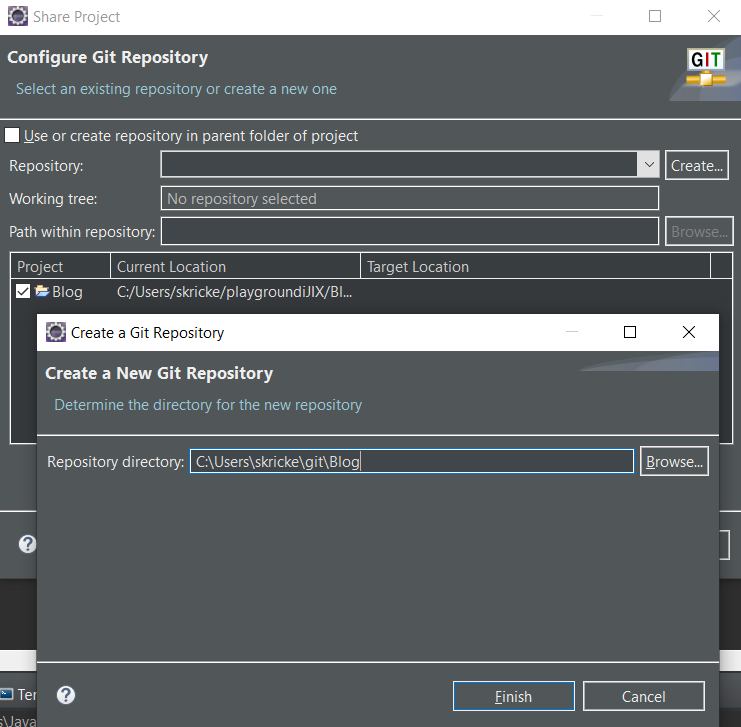 Share Project
Configure Git Repository
GIT
Select an existing repository or create a new one
Use or create repository in parent folder of project
Repository:
Create...
Working tree: No repository selected
Path within repository:
Browse...
Project Current Location Target Location
Blog C:/Users/skricke/playgroundiJIX/Bl...
Create a Git Repository
Create a New Git Repository
Determine the directory for the new repository
Repository directory: C:\Users\skricke\git\Blog Browse...
Finish Cancel
Ter
s\Java